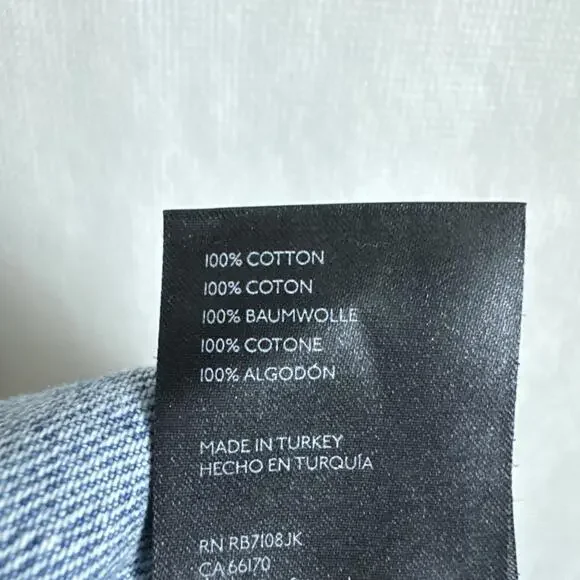 100% COTTON
100% COTON
100% BAUMWOLLE
100% COTONE
100% ALGODÓN
MADE IN TURKEY
HECHO EN TURQUÍA
RN RB7108JK
CA 66170